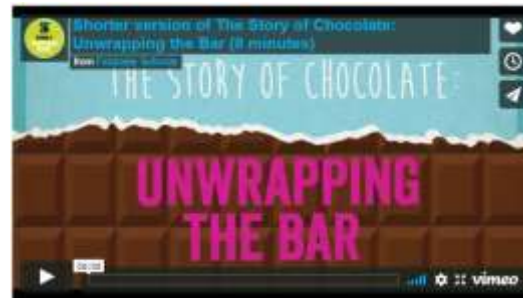 Shorter version of The Story of Chocolate:
Unwrapping the Bar (8 minutes)
from
THE STORY OF CHOCOLATE:
UNWRAPPING
THE BAR
vimeo